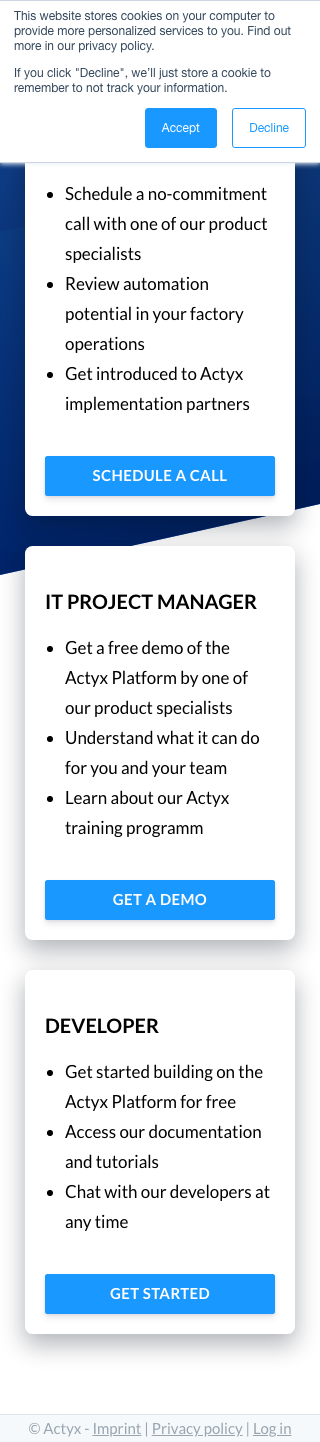 This website stores cookies on your computer to
provide more personalized services to you. Find out
more in our privacy policy.
If you click "Decline", we'll just store a cookie to
remember to not track your information.
Accept
Decline
• Schedule a no-commitment
call with one of our product
specialists
• Review automation
potential in your factory
operations
• Get introduced to Actyx
implementation partners
SCHEDULE A CALL
IT PROJECT MANAGER
• Get a free demo of the
Actyx Platform by one of
our product specialists
• Understand what it can do
for you and your team
• Learn about our Actyx
training programm
GET A DEMO
DEVELOPER
• Get started building on the
Actyx Platform for free
• Access our documentation
and tutorials
• Chat with our developers at
any time
GET STARTED
© Actyx - Imprint | Privacy policy | Log in